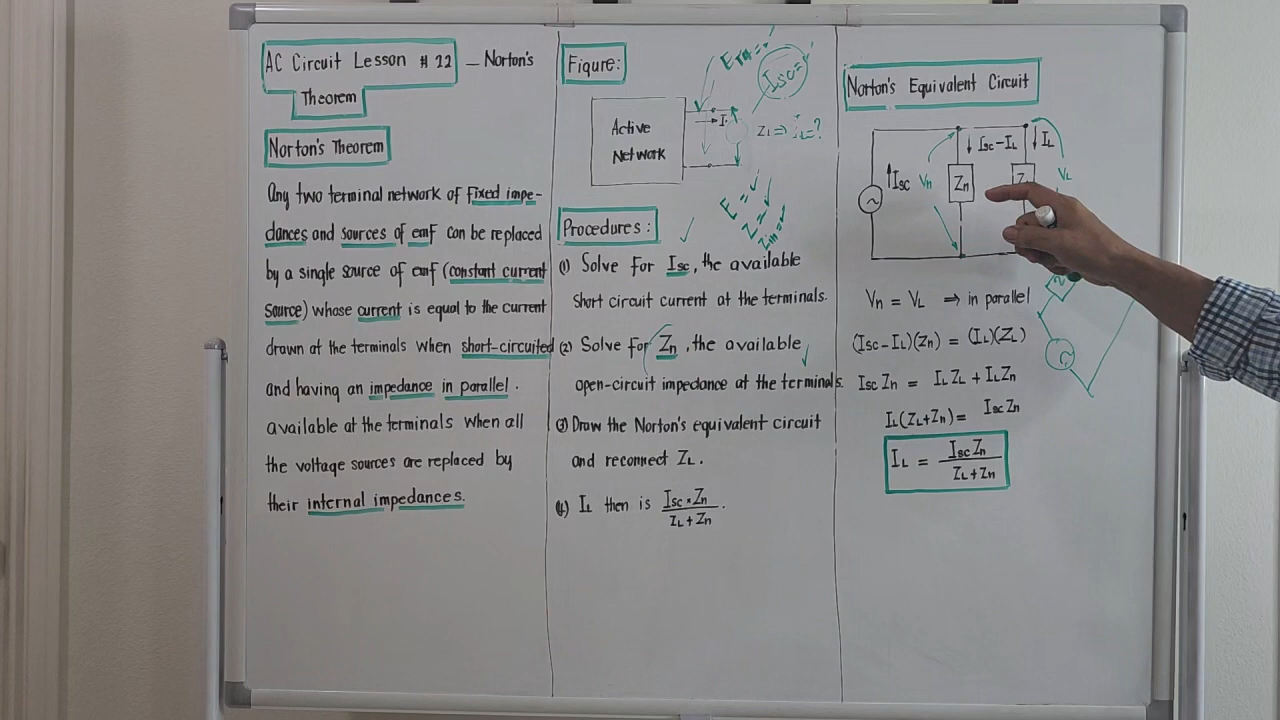 AC Circuit Lesson # 22 – Norton's
Theorem
Norton's Theorem
Any two terminal network of fixed impe-
dances and sources of emf can be replaced
by a single source of emf (constant current
source) whose current is equal to the current
drawn at the terminals when short-circuited
and having an impedance in parallel.
available at the terminals when all
the voltage sources are replaced by
their internal impedances.
Figure:
Isc=
Active
Network
ZL => iL=?
Procedures:
(1) Solve for Isc, the available
short circuit current at the terminals.
(2) Solve for Zn, the available
open-circuit impedance at the terminals.
(3) Draw the Norton's equivalent circuit
and reconnect ZL.
(4) IL then is Isc × Zn
ZL + Zn .
Norton's Equivalent Circuit
Isc
Vn
Zn
Isc - IL
IL
VL
Vn = VL => in parallel
(Isc - IL)(Zn) = (IL)(ZL)
Isc Zn = IL ZL + IL Zn
IL(ZL + Zn) = Isc Zn
IL = Isc Zn
ZL + Zn